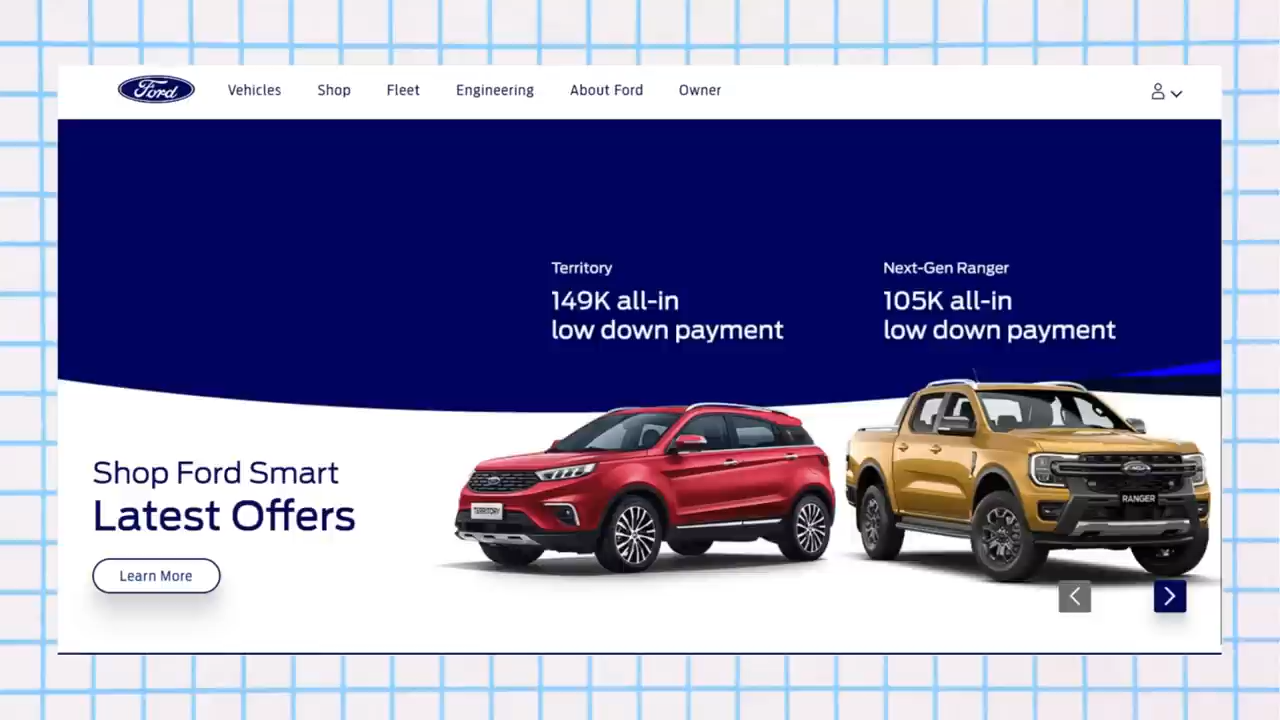 Ford
Vehicles
Shop
Fleet
Engineering
About Ford
Owner
Territory
149K all-in
low down payment
Next-Gen Ranger
105K all-in
low down payment
Shop Ford Smart
Latest Offers
Learn More
TERRITORY
RANGER